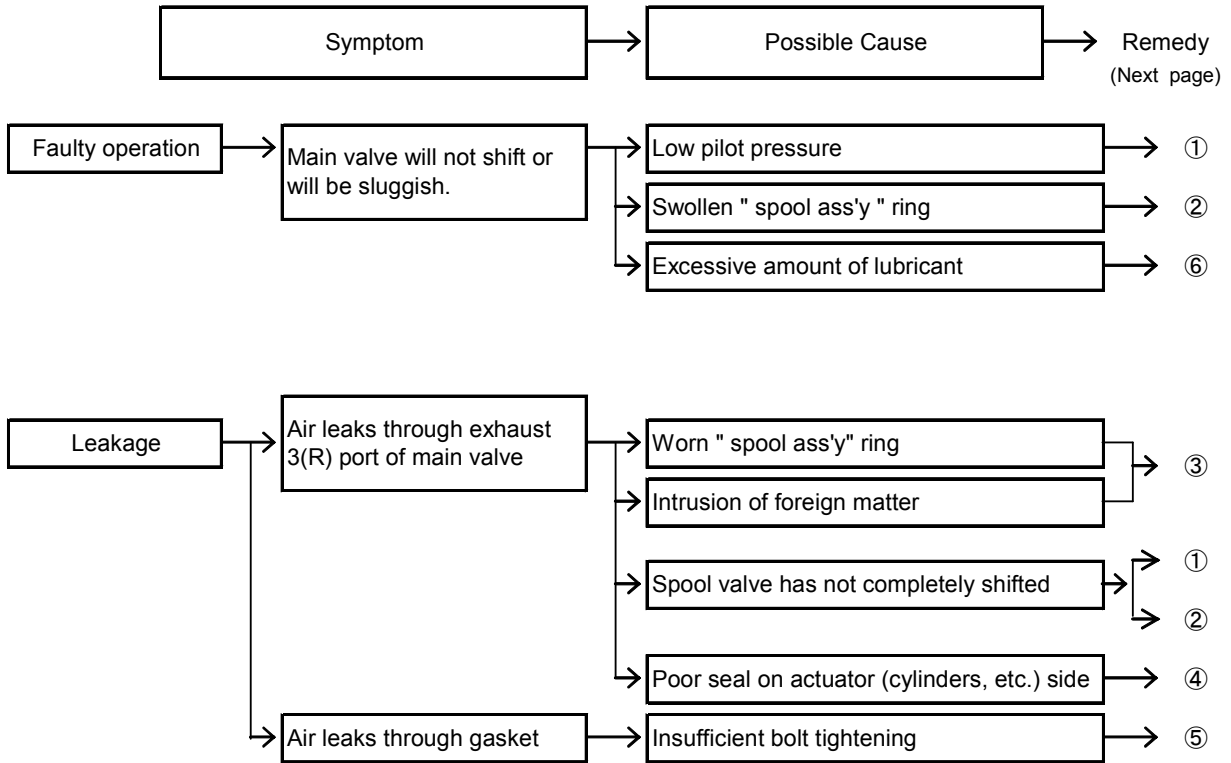 Symptom
Possible Cause
Remedy
(Next page)
Faulty operation
Main valve will not shift or
will be sluggish.
Low pilot pressure
①
Swollen " spool ass'y " ring
②
Excessive amount of lubricant
⑥
Leakage
Air leaks through exhaust
3(R) port of main valve
Worn " spool ass'y" ring
Intrusion of foreign matter
③
Spool valve has not completely shifted
①
②
Poor seal on actuator (cylinders, etc.) side
④
Air leaks through gasket
Insufficient bolt tightening
⑤